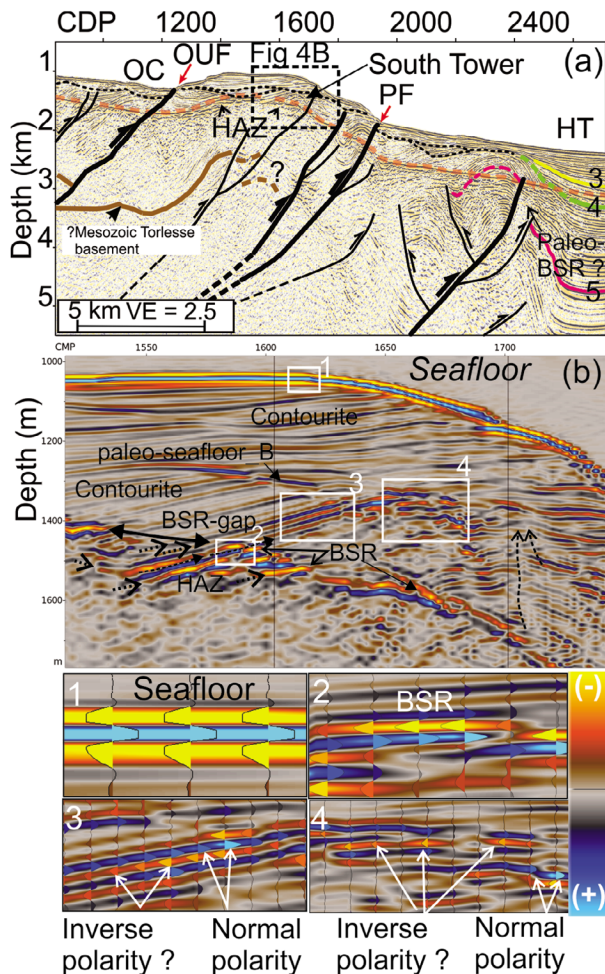 CDP 1200 1600 2000 2400
1
2
3
4
5
Depth (km)
(a)
OUF
Fig 4B
OC
South Tower
PF
HAZ
HT
?
3
4
?Mesozoic Torlesse
basement
Paleo-
BSR ?
5
5 km VE = 2.5
CMP 1550 1600 1650 1700
1000
1200
1400
1600
m
Depth (m)
1
Seafloor
(b)
Contourite
paleo-seafloor B
3
4
Contourite
BSR-gap
2
BSR
HAZ
1
Seafloor
2
BSR
(-)
3
4
(+)
Inverse
polarity ?
Normal
polarity
Inverse
polarity ?
Normal
polarity